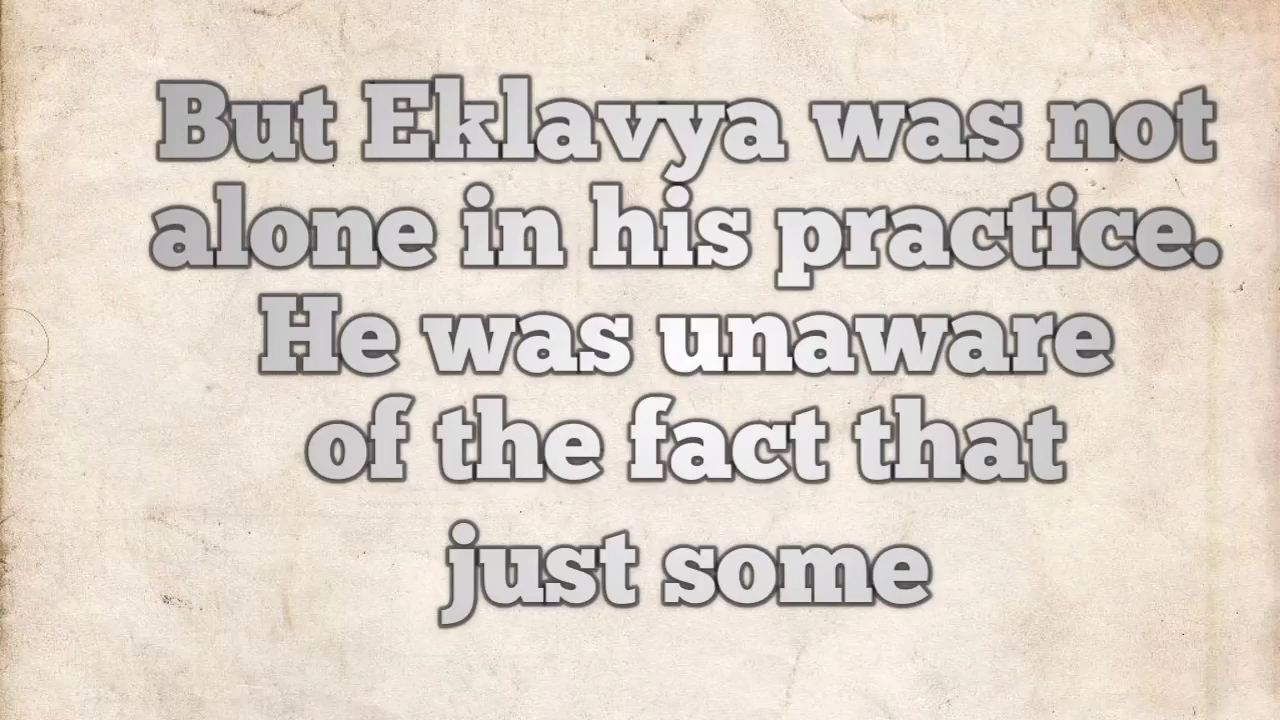 But Eklavya was not
alone in his practice.
He was unaware
of the fact that
just some